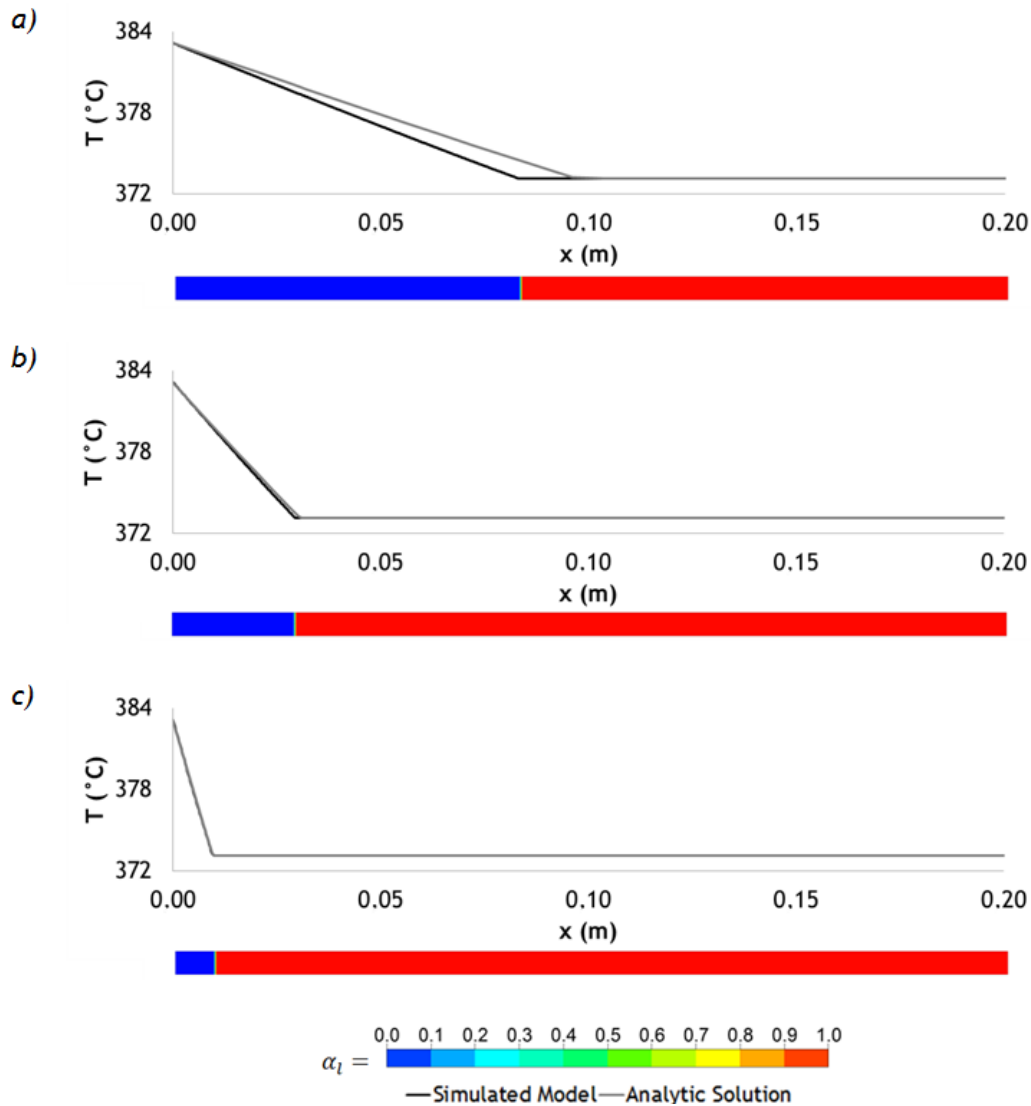 a)
384
378
372
T (°C)
0.00 0.05 0.10 0.15 0.20
x (m)
b)
384
378
372
T (°C)
0.00 0.05 0.10 0.15 0.20
x (m)
c)
384
378
372
T (°C)
0.00 0.05 0.10 0.15 0.20
x (m)
0.0 0.1 0.2 0.3 0.4 0.5 0.6 0.7 0.8 0.9 1.0
αₗ =
Simulated Model Analytic Solution